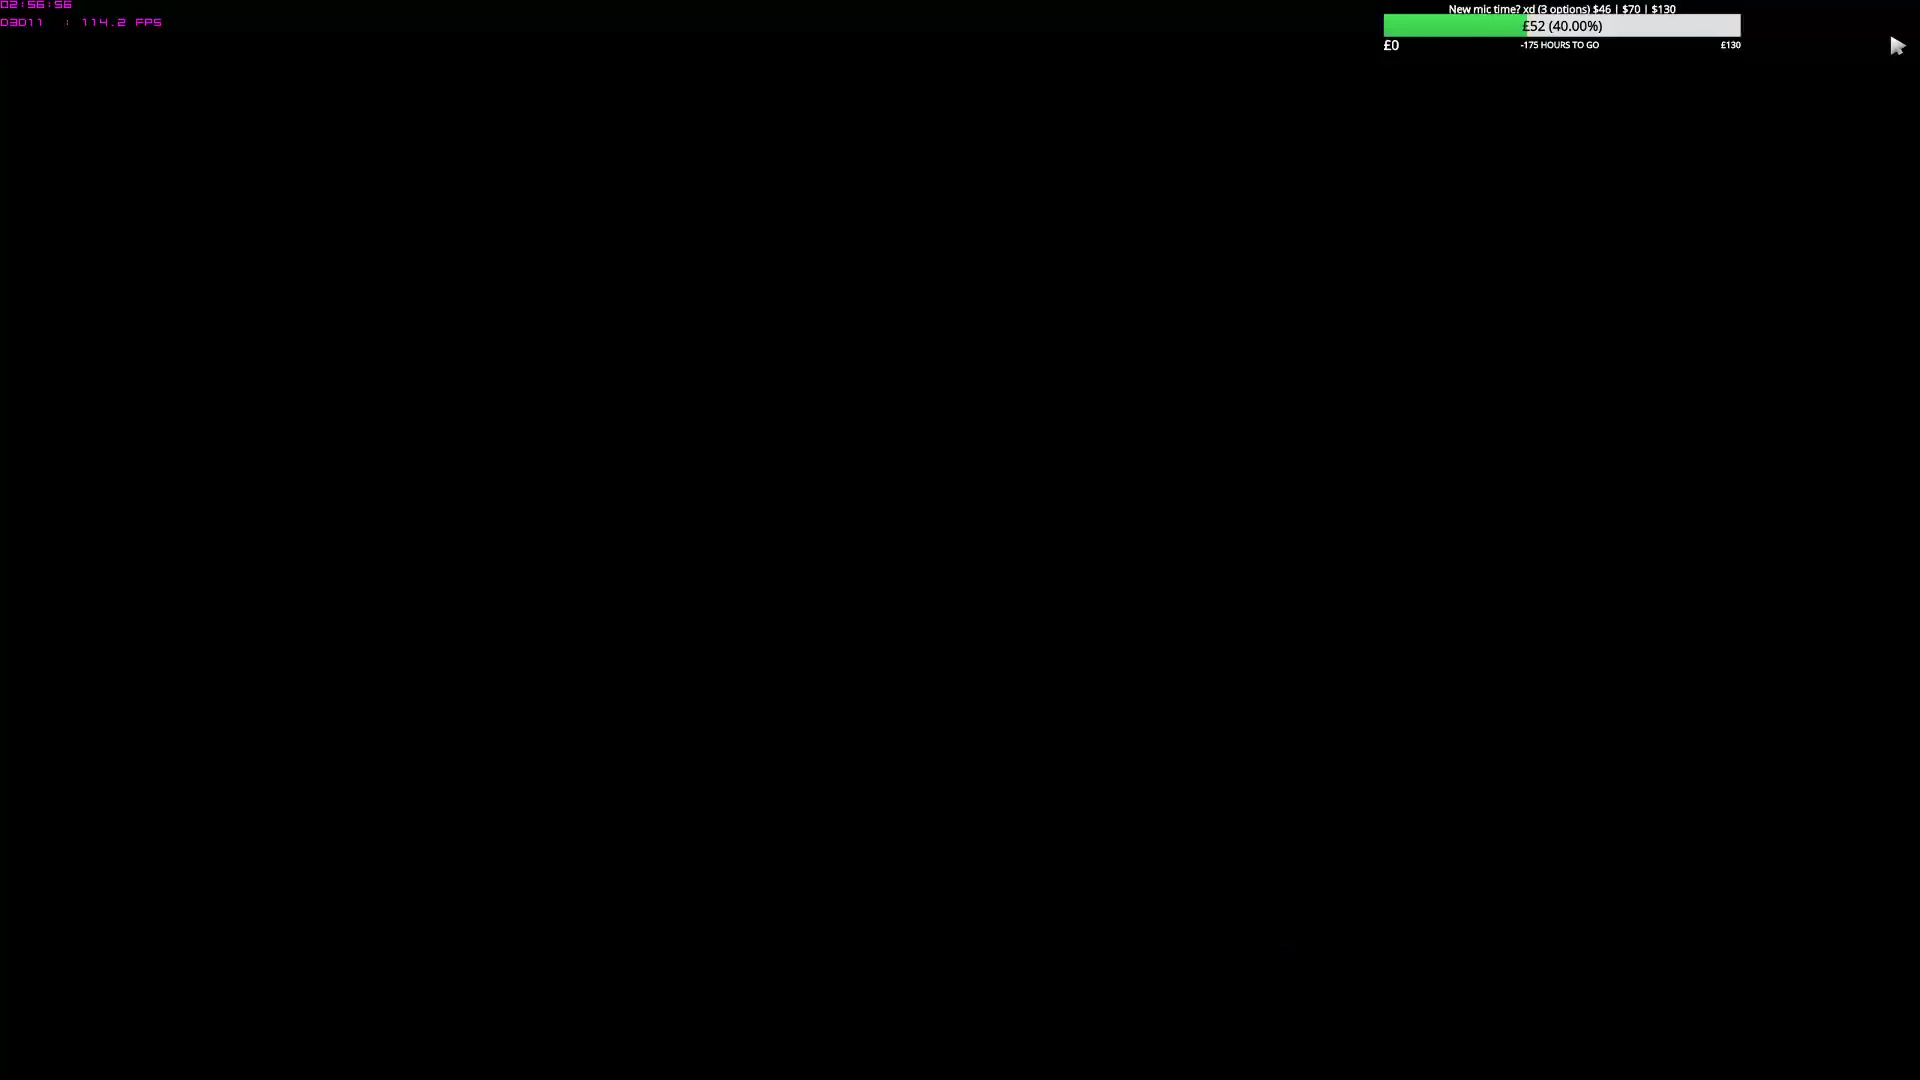 02:56:56
D3D11 : 114.2 FPS
New mic time? xd (3 options) $46 | $70 | $130
£52 (40.00%)
£0 -175 HOURS TO GO £130